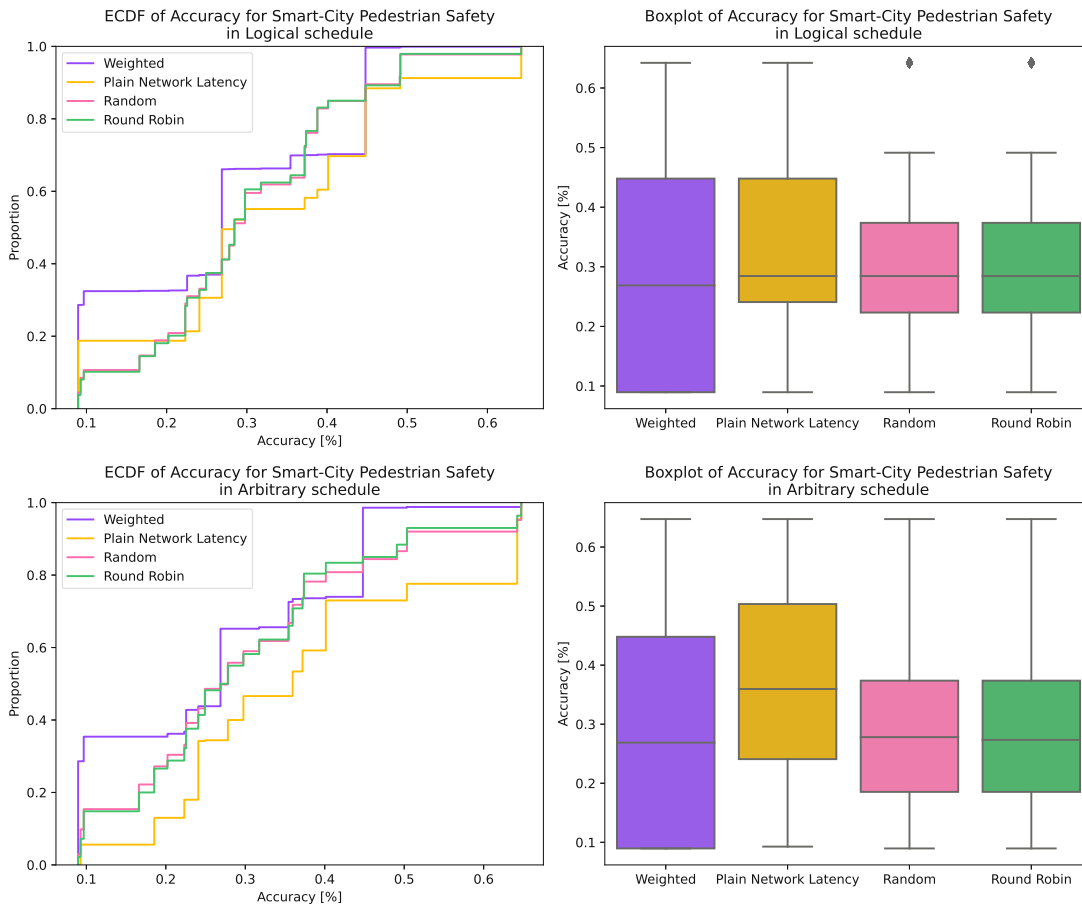 ECDF of Accuracy for Smart-City Pedestrian Safety
in Logical schedule
1.0
0.8
0.6
0.4
0.2
0.0
Proportion
Weighted
Plain Network Latency
Random
Round Robin
0.1 0.2 0.3 0.4 0.5 0.6
Accuracy [%]
Boxplot of Accuracy for Smart-City Pedestrian Safety
in Logical schedule
0.6
0.5
0.4
0.3
0.2
0.1
Accuracy [%]
Weighted Plain Network Latency Random Round Robin
ECDF of Accuracy for Smart-City Pedestrian Safety
in Arbitrary schedule
1.0
0.8
0.6
0.4
0.2
0.0
Proportion
Weighted
Plain Network Latency
Random
Round Robin
0.1 0.2 0.3 0.4 0.5 0.6
Accuracy [%]
Boxplot of Accuracy for Smart-City Pedestrian Safety
in Arbitrary schedule
0.6
0.5
0.4
0.3
0.2
0.1
Accuracy [%]
Weighted Plain Network Latency Random Round Robin